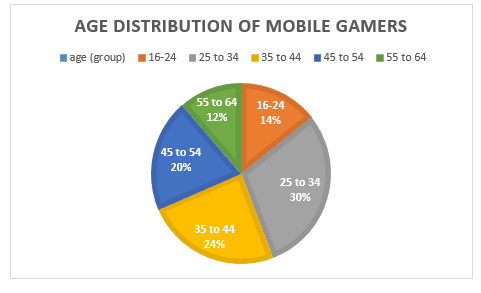 AGE DISTRIBUTION OF MOBILE GAMERS
age (group) 16-24 25 to 34 35 to 44 45 to 54 55 to 64
55 to 64
12%
16-24
14%
45 to 54
20%
25 to 34
30%
35 to 44
24%